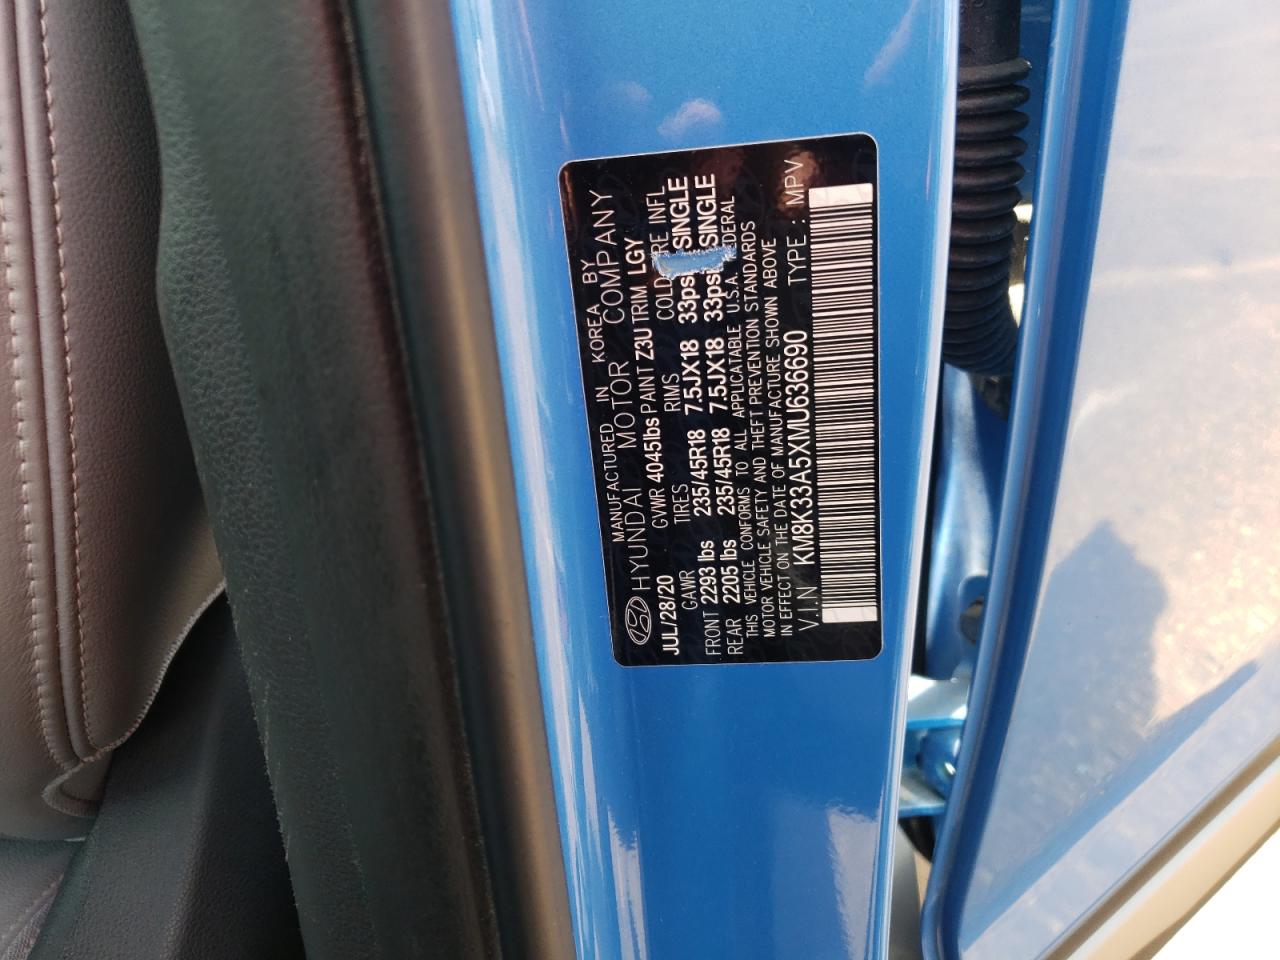 MANUFACTURED IN KOREA BY
HYUNDAI MOTOR COMPANY
JUL/28/20 GVWR 4045lbs PAINT Z3U TRIM LGY
GAWR TIRES RIMS COLD INFL
FRONT 2293 lbs 235/45R18 7.5JX18 33psi SINGLE
REAR 2205 lbs 235/45R18 7.5JX18 33psi SINGLE
THIS VEHICLE CONFORMS TO ALL APPLICATABLE U.S.A. FEDERAL
MOTOR VEHICLE SAFETY AND THEFT PREVENTION STANDARDS
IN EFFECT ON THE DATE OF MANUFACTURE SHOWN ABOVE
V.I.N KM8K33A5XMU636690 TYPE : MPV